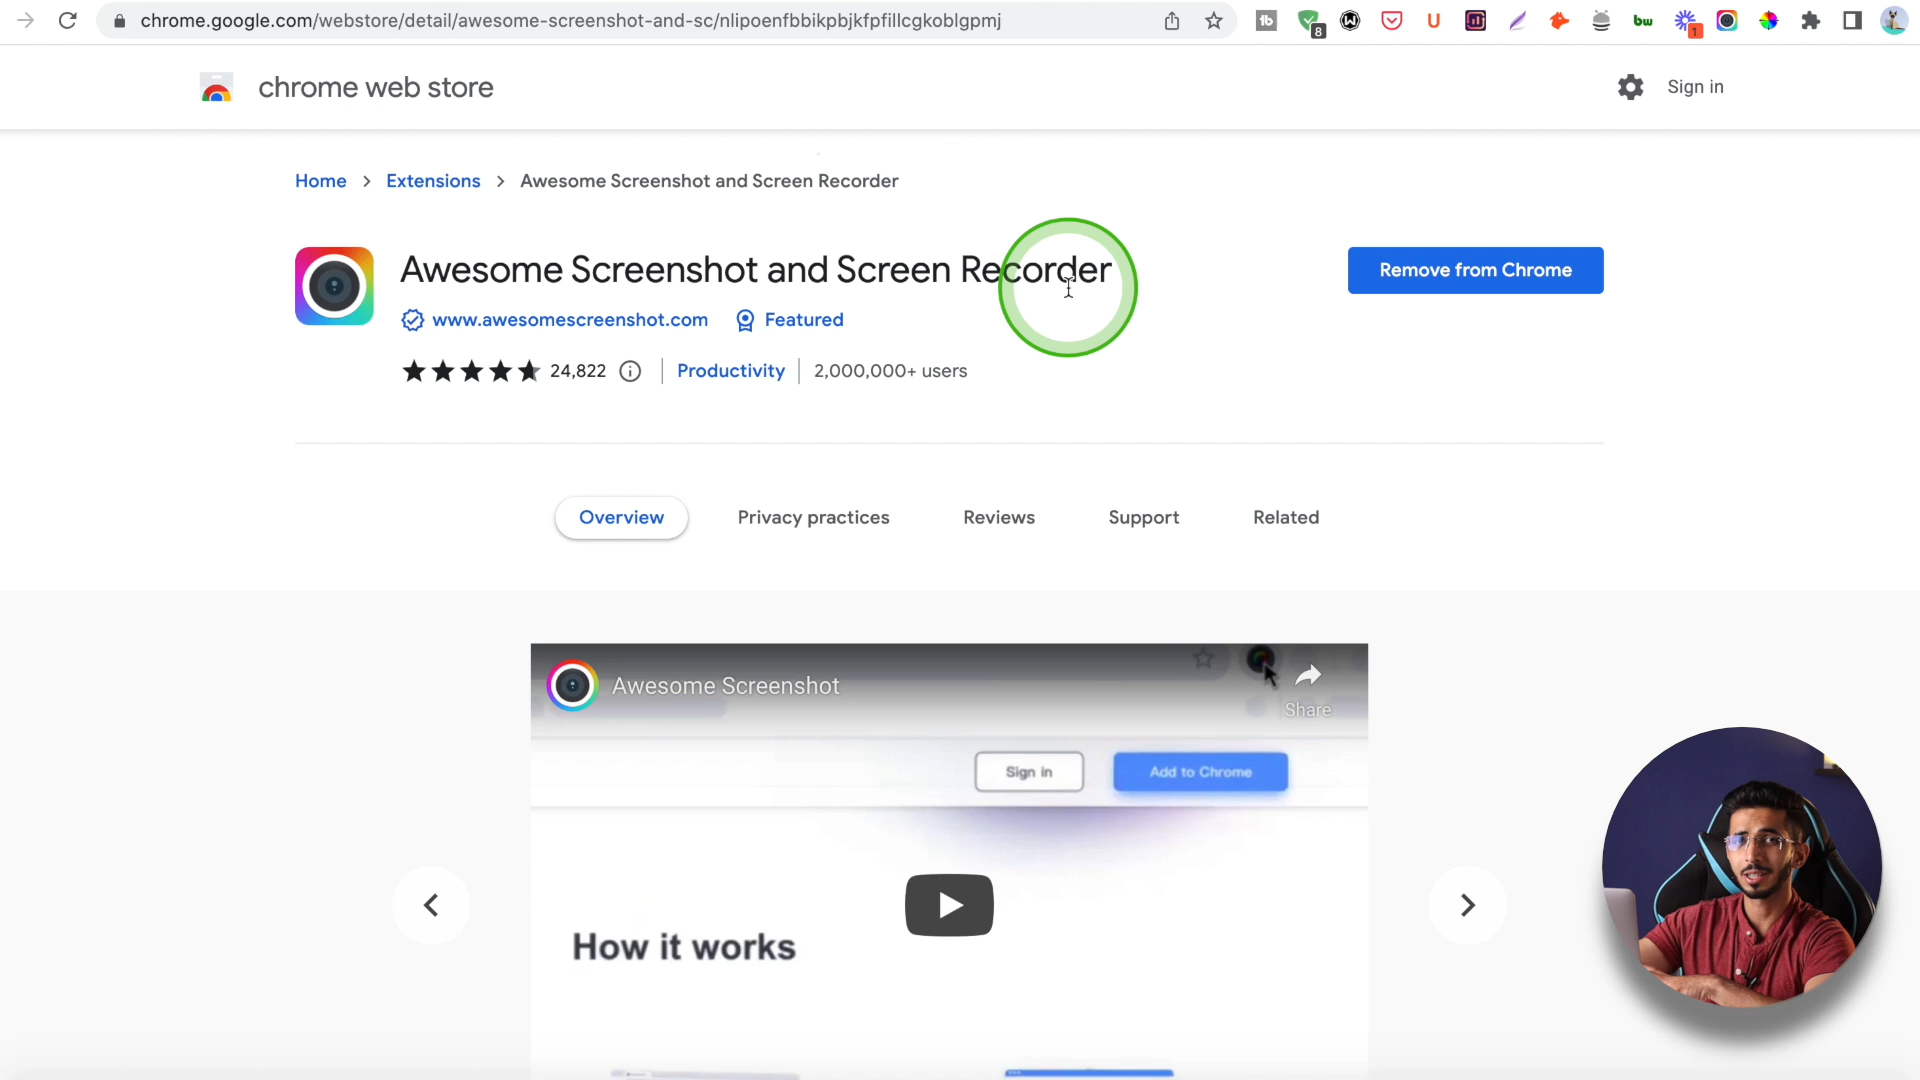 chrome.google.com/webstore/detail/awesome-screenshot-and-sc/nlipoenfbbikpbjkfpfillcgkoblgpmj
8
1
chrome web store
Sign in
Home > Extensions > Awesome Screenshot and Screen Recorder
Awesome Screenshot and Screen Recorder
Remove from Chrome
www.awesomescreenshot.com
Featured
24,822
Productivity
2,000,000+ users
Overview
Privacy practices
Reviews
Support
Related
Awesome Screenshot
Share
Sign in
Add to Chrome
How it works